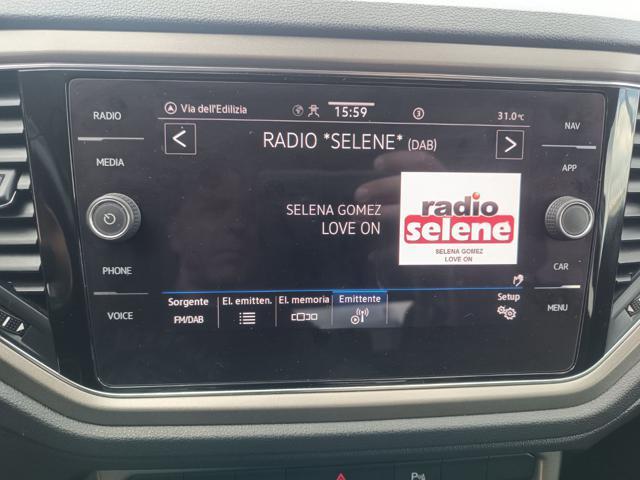 RADIO
MEDIA
PHONE
VOICE
Via dell'Edilizia 15:59 3 31.0°C
RADIO *SELENE* (DAB)
SELENA GOMEZ
LOVE ON
radio
selene
SELENA GOMEZ
LOVE ON
Sorgente El. emitten. El. memoria Emittente Setup
FM/DAB
NAV
APP
CAR
MENU